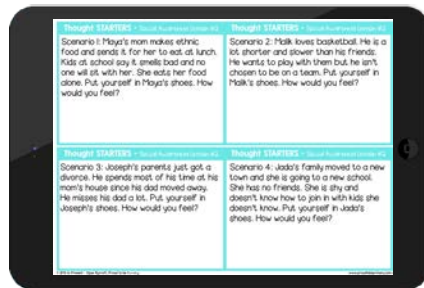 Thought STARTERS - Social Awareness Lesson #2
Scenario 1: Maya's mom makes ethnic
food and sends it for her to eat at lunch.
Kids at school say it smells bad and no
one will sit with her. She eats her food
alone. Put yourself in Maya's shoes. How
would you feel?
Thought STARTERS - Social Awareness Lesson #2
Scenario 2: Malik loves basketball. He is a
lot shorter and slower than his friends.
He wants to play with them but he isn't
chosen to be on a team. Put yourself in
Malik's shoes. How would you feel?
Thought STARTERS - Social Awareness Lesson #2
Scenario 3: Joseph's parents just got a
divorce. He spends most of his time at his
mom's house since his dad moved away.
He misses his dad a lot. Put yourself in
Joseph's shoes. How would you feel?
Thought STARTERS - Social Awareness Lesson #2
Scenario 4: Jada's family moved to a new
town and she is going to a new school.
She has no friends. She is shy and
doesn't know how to join in with kids she
doesn't know. Put yourself in Jada's
shoes. How would you feel?